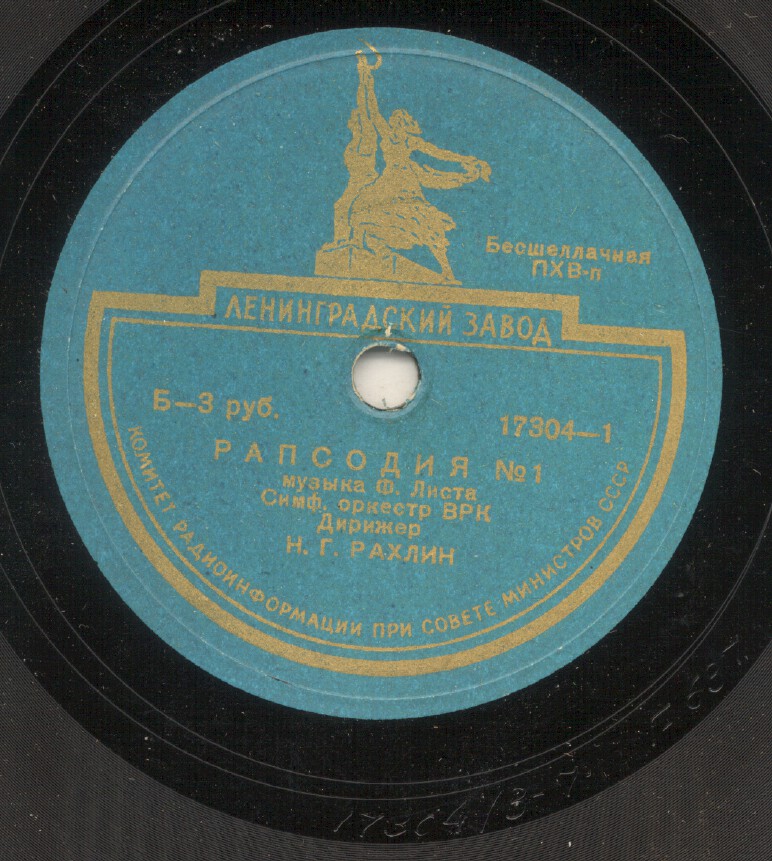 Бесшеллачная
ПХВ-п
ЛЕНИНГРАДСКИЙ ЗАВОД
Б—3 руб.
17304—1
РАПСОДИЯ №1
музыка Ф. Листа
Симф. оркестр ВРК
Дирижер
Н. Г. РАХЛИН
КОМИТЕТ РАДИОИНФОРМАЦИИ ПРИ СОВЕТЕ МИНИСТРОВ СССР